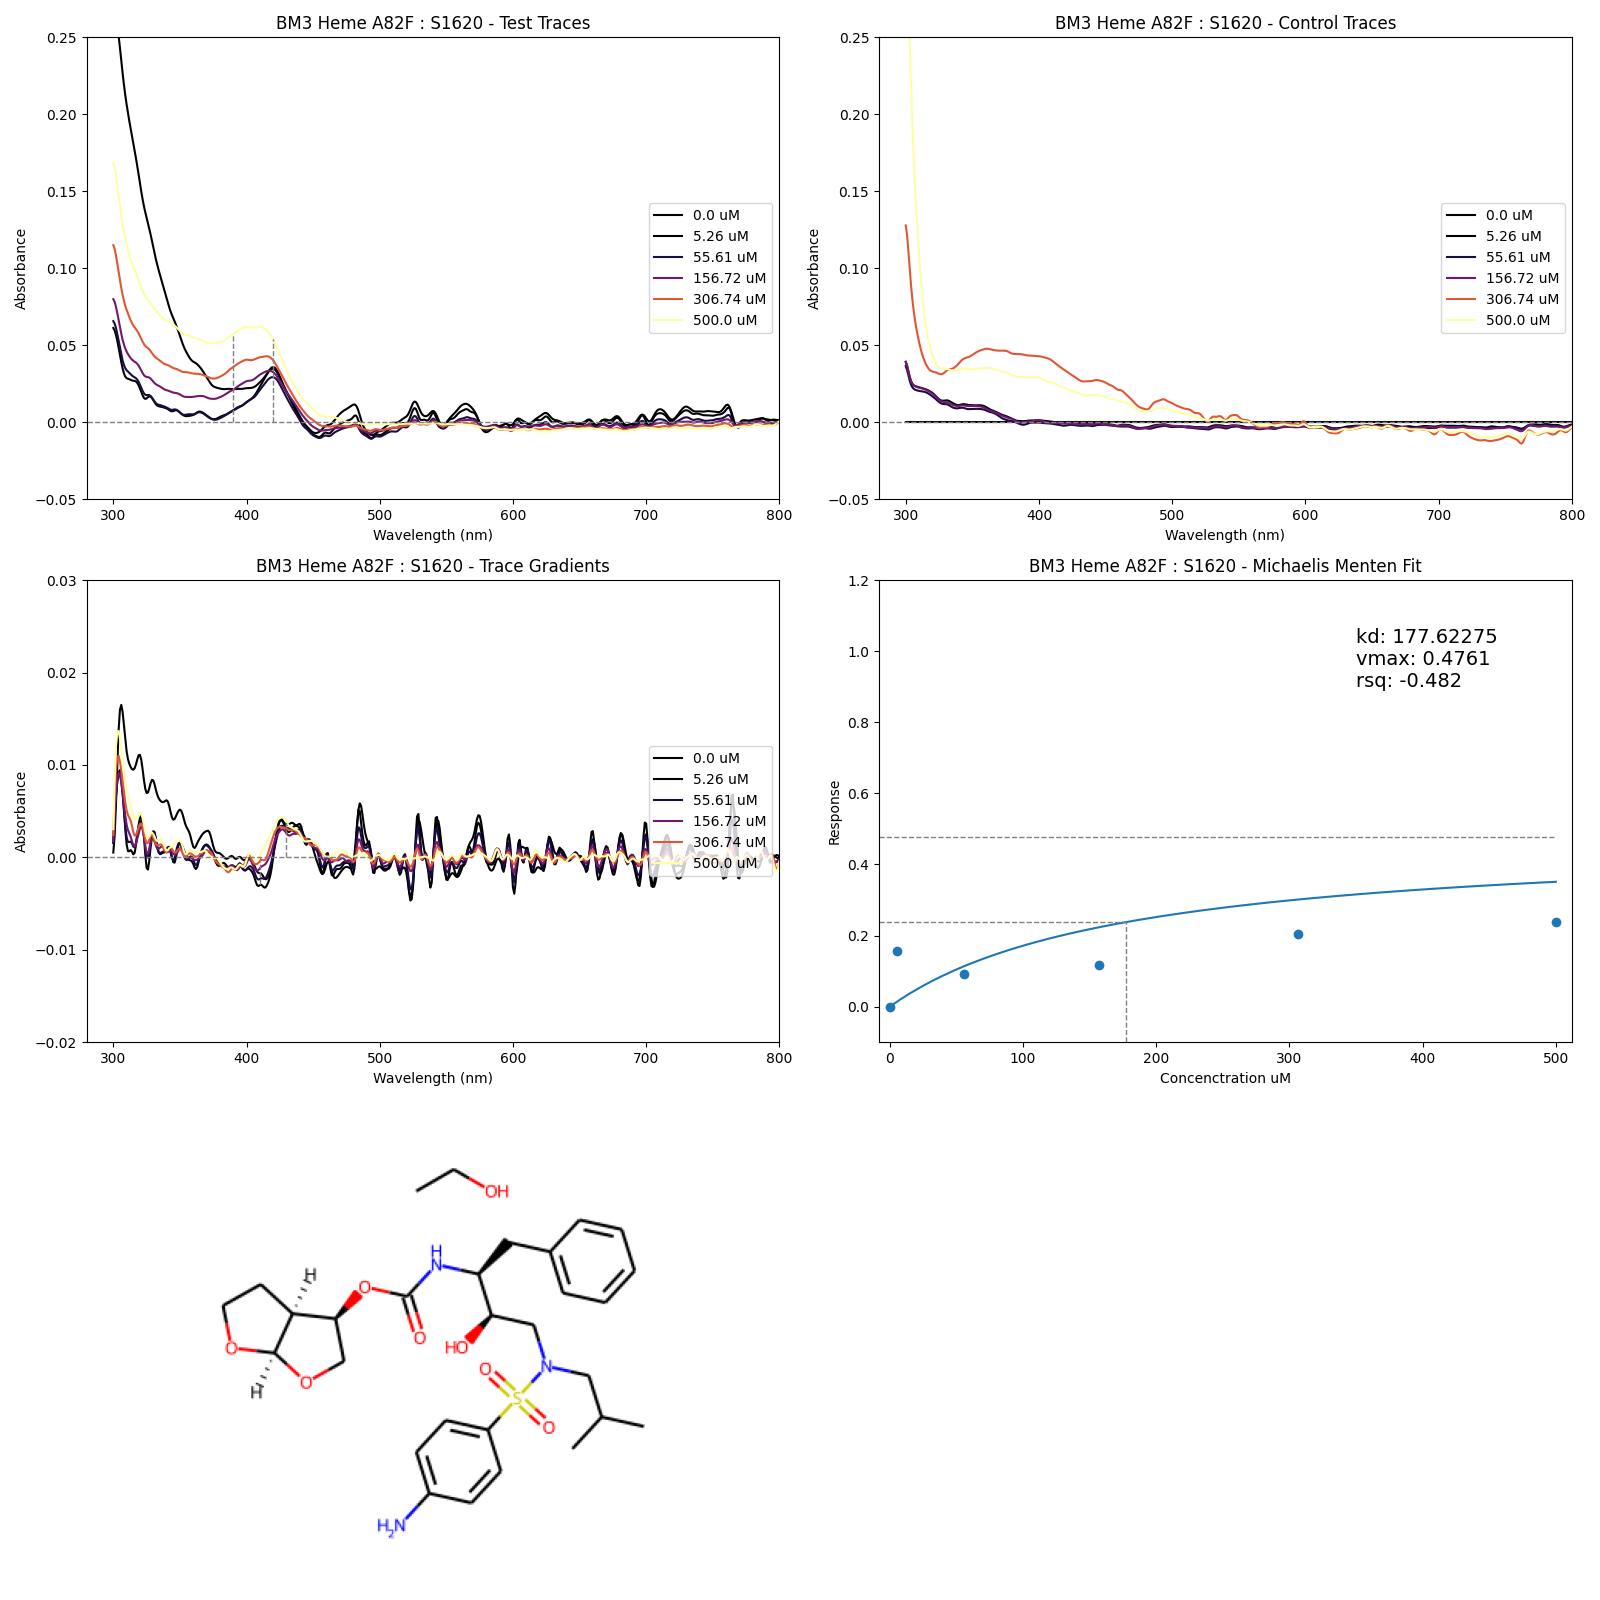 BM3 Heme A82F : S1620 - Test Traces
Absorbance
0.25
0.20
0.15
0.10
0.05
0.00
−0.05
300 400 500 600 700 800
Wavelength (nm)
0.0 uM
5.26 uM
55.61 uM
156.72 uM
306.74 uM
500.0 uM
BM3 Heme A82F : S1620 - Control Traces
Absorbance
0.25
0.20
0.15
0.10
0.05
0.00
−0.05
300 400 500 600 700 800
Wavelength (nm)
0.0 uM
5.26 uM
55.61 uM
156.72 uM
306.74 uM
500.0 uM
BM3 Heme A82F : S1620 - Trace Gradients
Absorbance
0.03
0.02
0.01
0.00
−0.01
−0.02
300 400 500 600 700 800
Wavelength (nm)
0.0 uM
5.26 uM
55.61 uM
156.72 uM
306.74 uM
500.0 uM
BM3 Heme A82F : S1620 - Michaelis Menten Fit
Response
1.2
1.0
0.8
0.6
0.4
0.2
0.0
0 100 200 300 400 500
Concenctration uM
kd: 177.62275
vmax: 0.4761
rsq: -0.482
OH
H
N
H
O
O
HO
O
N
O
S
O
H
O
H2N